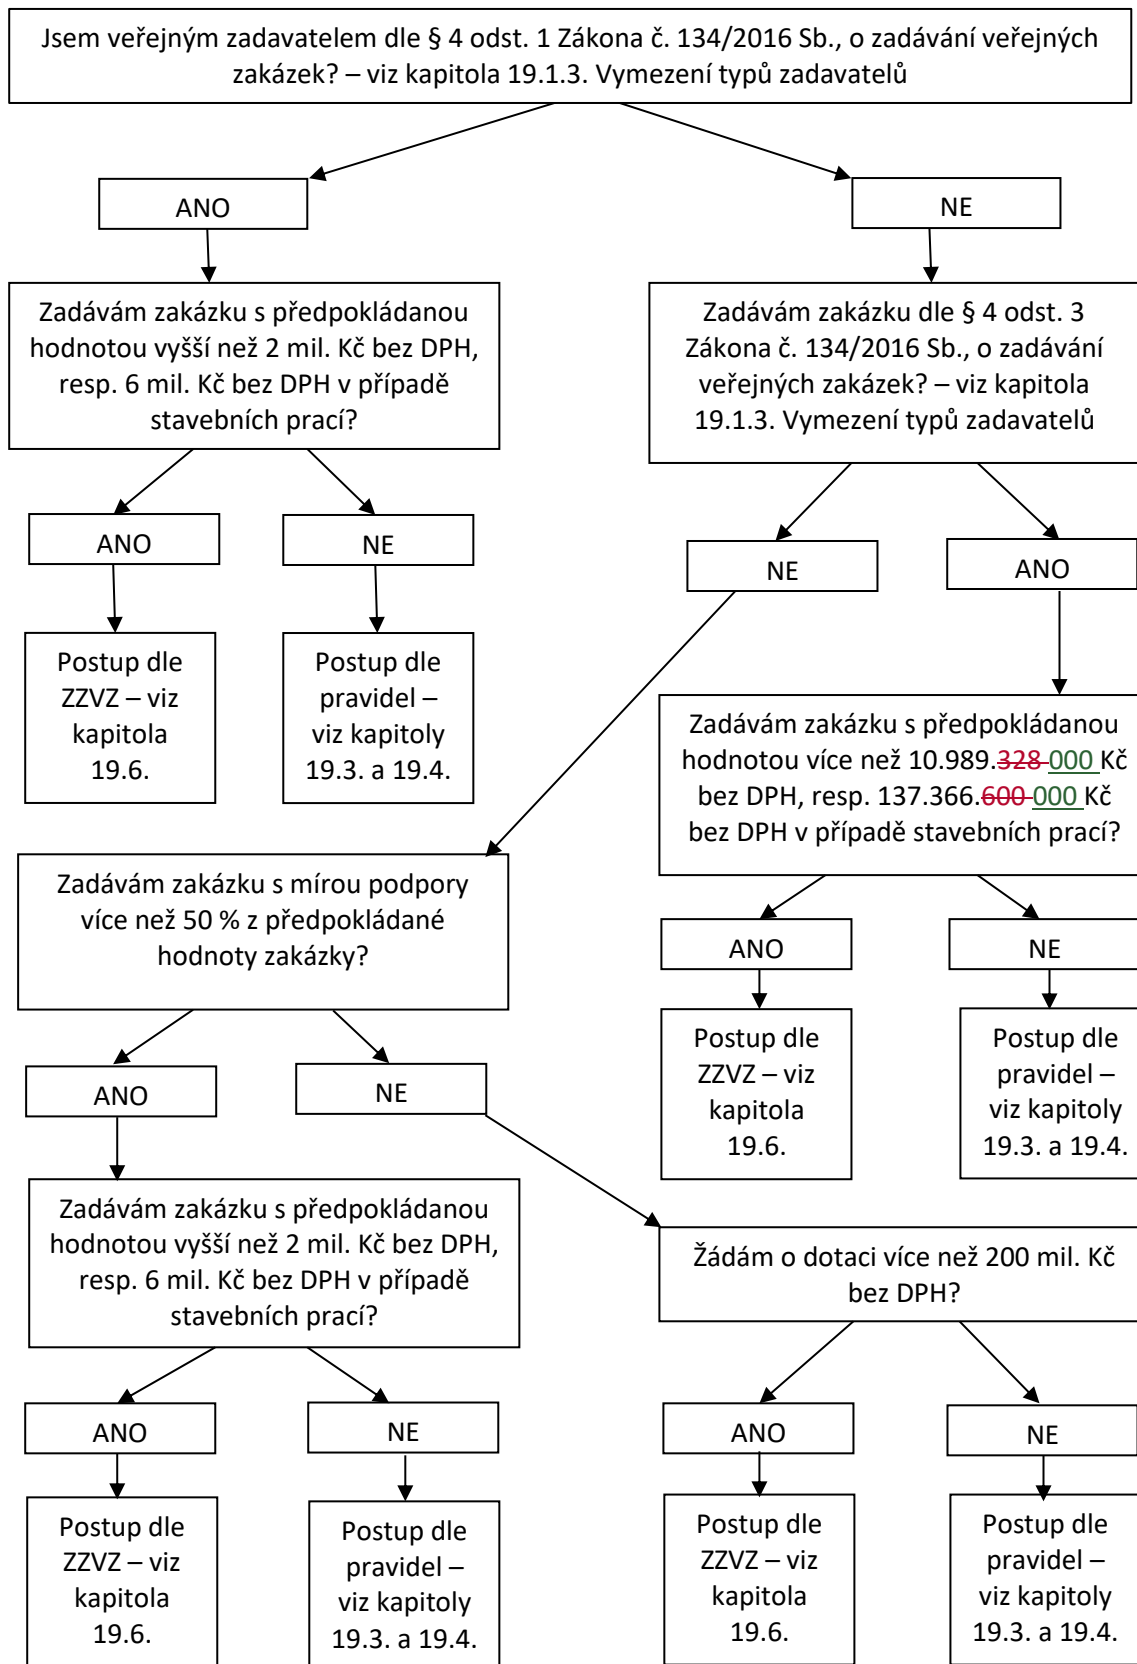 Jsem veřejným zadavatelem dle § 4 odst. 1 Zákona č. 134/2016 Sb., o zadávání veřejných
zakázek? – viz kapitola 19.1.3. Vymezení typů zadavatelů
ANO
NE
Zadávám zakázku s předpokládanou
hodnotou vyšší než 2 mil. Kč bez DPH,
resp. 6 mil. Kč bez DPH v případě
stavebních prací?
Zadávám zakázku dle § 4 odst. 3
Zákona č. 134/2016 Sb., o zadávání
veřejných zakázek? – viz kapitola
19.1.3. Vymezení typů zadavatelů
ANO
NE
NE
ANO
Postup dle
ZZVZ – viz
kapitola
19.6.
Postup dle
pravidel –
viz kapitoly
19.3. a 19.4.
Zadávám zakázku s předpokládanou
hodnotou více než 10.989.328 000 Kč
bez DPH, resp. 137.366.600 000 Kč
bez DPH v případě stavebních prací?
Zadávám zakázku s mírou podpory
více než 50 % z předpokládané
hodnoty zakázky?
ANO
NE
Postup dle
ZZVZ – viz
kapitola
19.6.
Postup dle
pravidel –
viz kapitoly
19.3. a 19.4.
ANO
NE
Zadávám zakázku s předpokládanou
hodnotou vyšší než 2 mil. Kč bez DPH,
resp. 6 mil. Kč bez DPH v případě
stavebních prací?
Žádám o dotaci více než 200 mil. Kč
bez DPH?
ANO
NE
ANO
NE
Postup dle
ZZVZ – viz
kapitola
19.6.
Postup dle
pravidel –
viz kapitoly
19.3. a 19.4.
Postup dle
ZZVZ – viz
kapitola
19.6.
Postup dle
pravidel –
viz kapitoly
19.3. a 19.4.